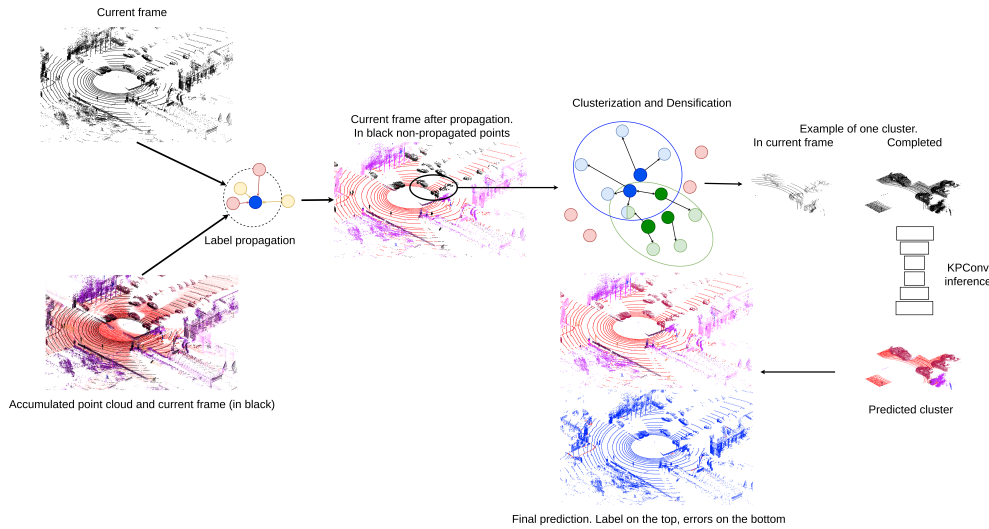 Current frame
Clusterization and Densification
Current frame after propagation.
In black non-propagated points
Example of one cluster.
In current frame
Completed
Label propagation
KPConv
inference
Accumulated point cloud and current frame (in black)
Predicted cluster
Final prediction. Label on the top, errors on the bottom